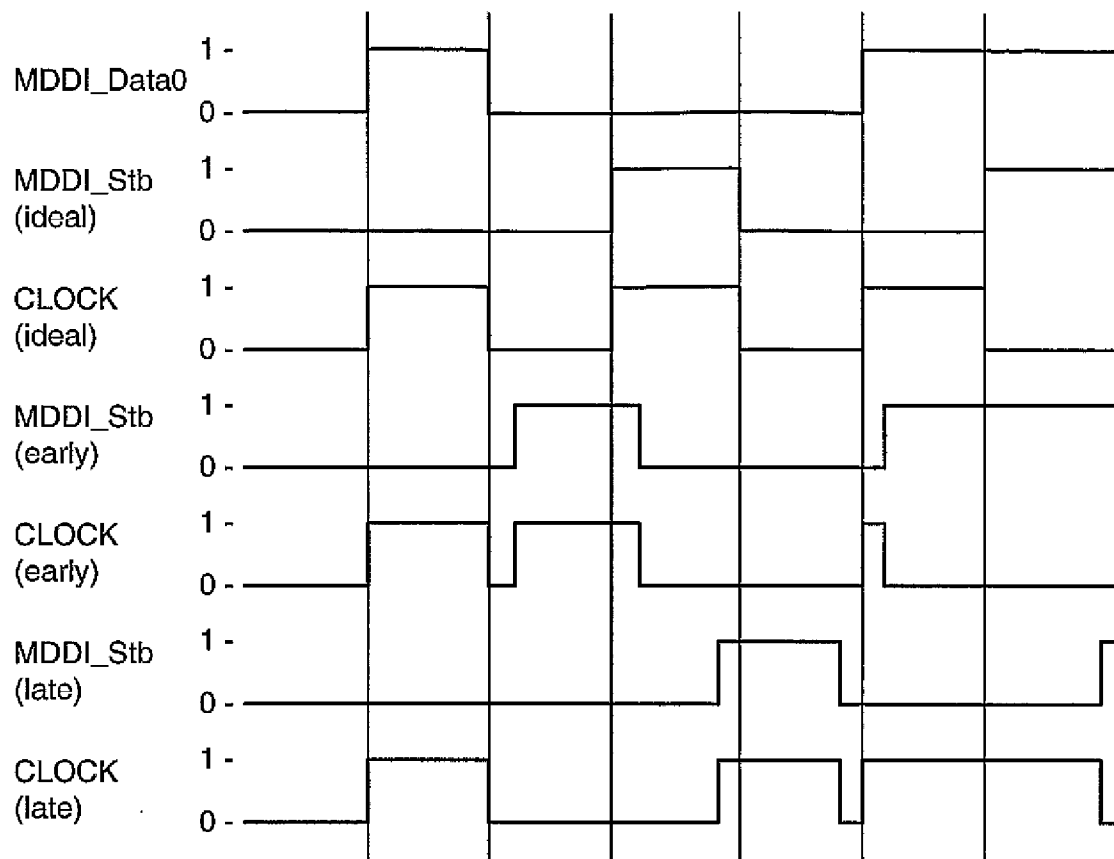 1 -
MDDI_Data0
0 -
1 -
MDDI_Stb
(ideal)
0 -
1 -
CLOCK
(ideal)
0 -
1 -
MDDI_Stb
(early)
0 -
1 -
CLOCK
(early)
0 -
1 -
MDDI_Stb
(late)
0 -
1 -
CLOCK
(late)
0 -